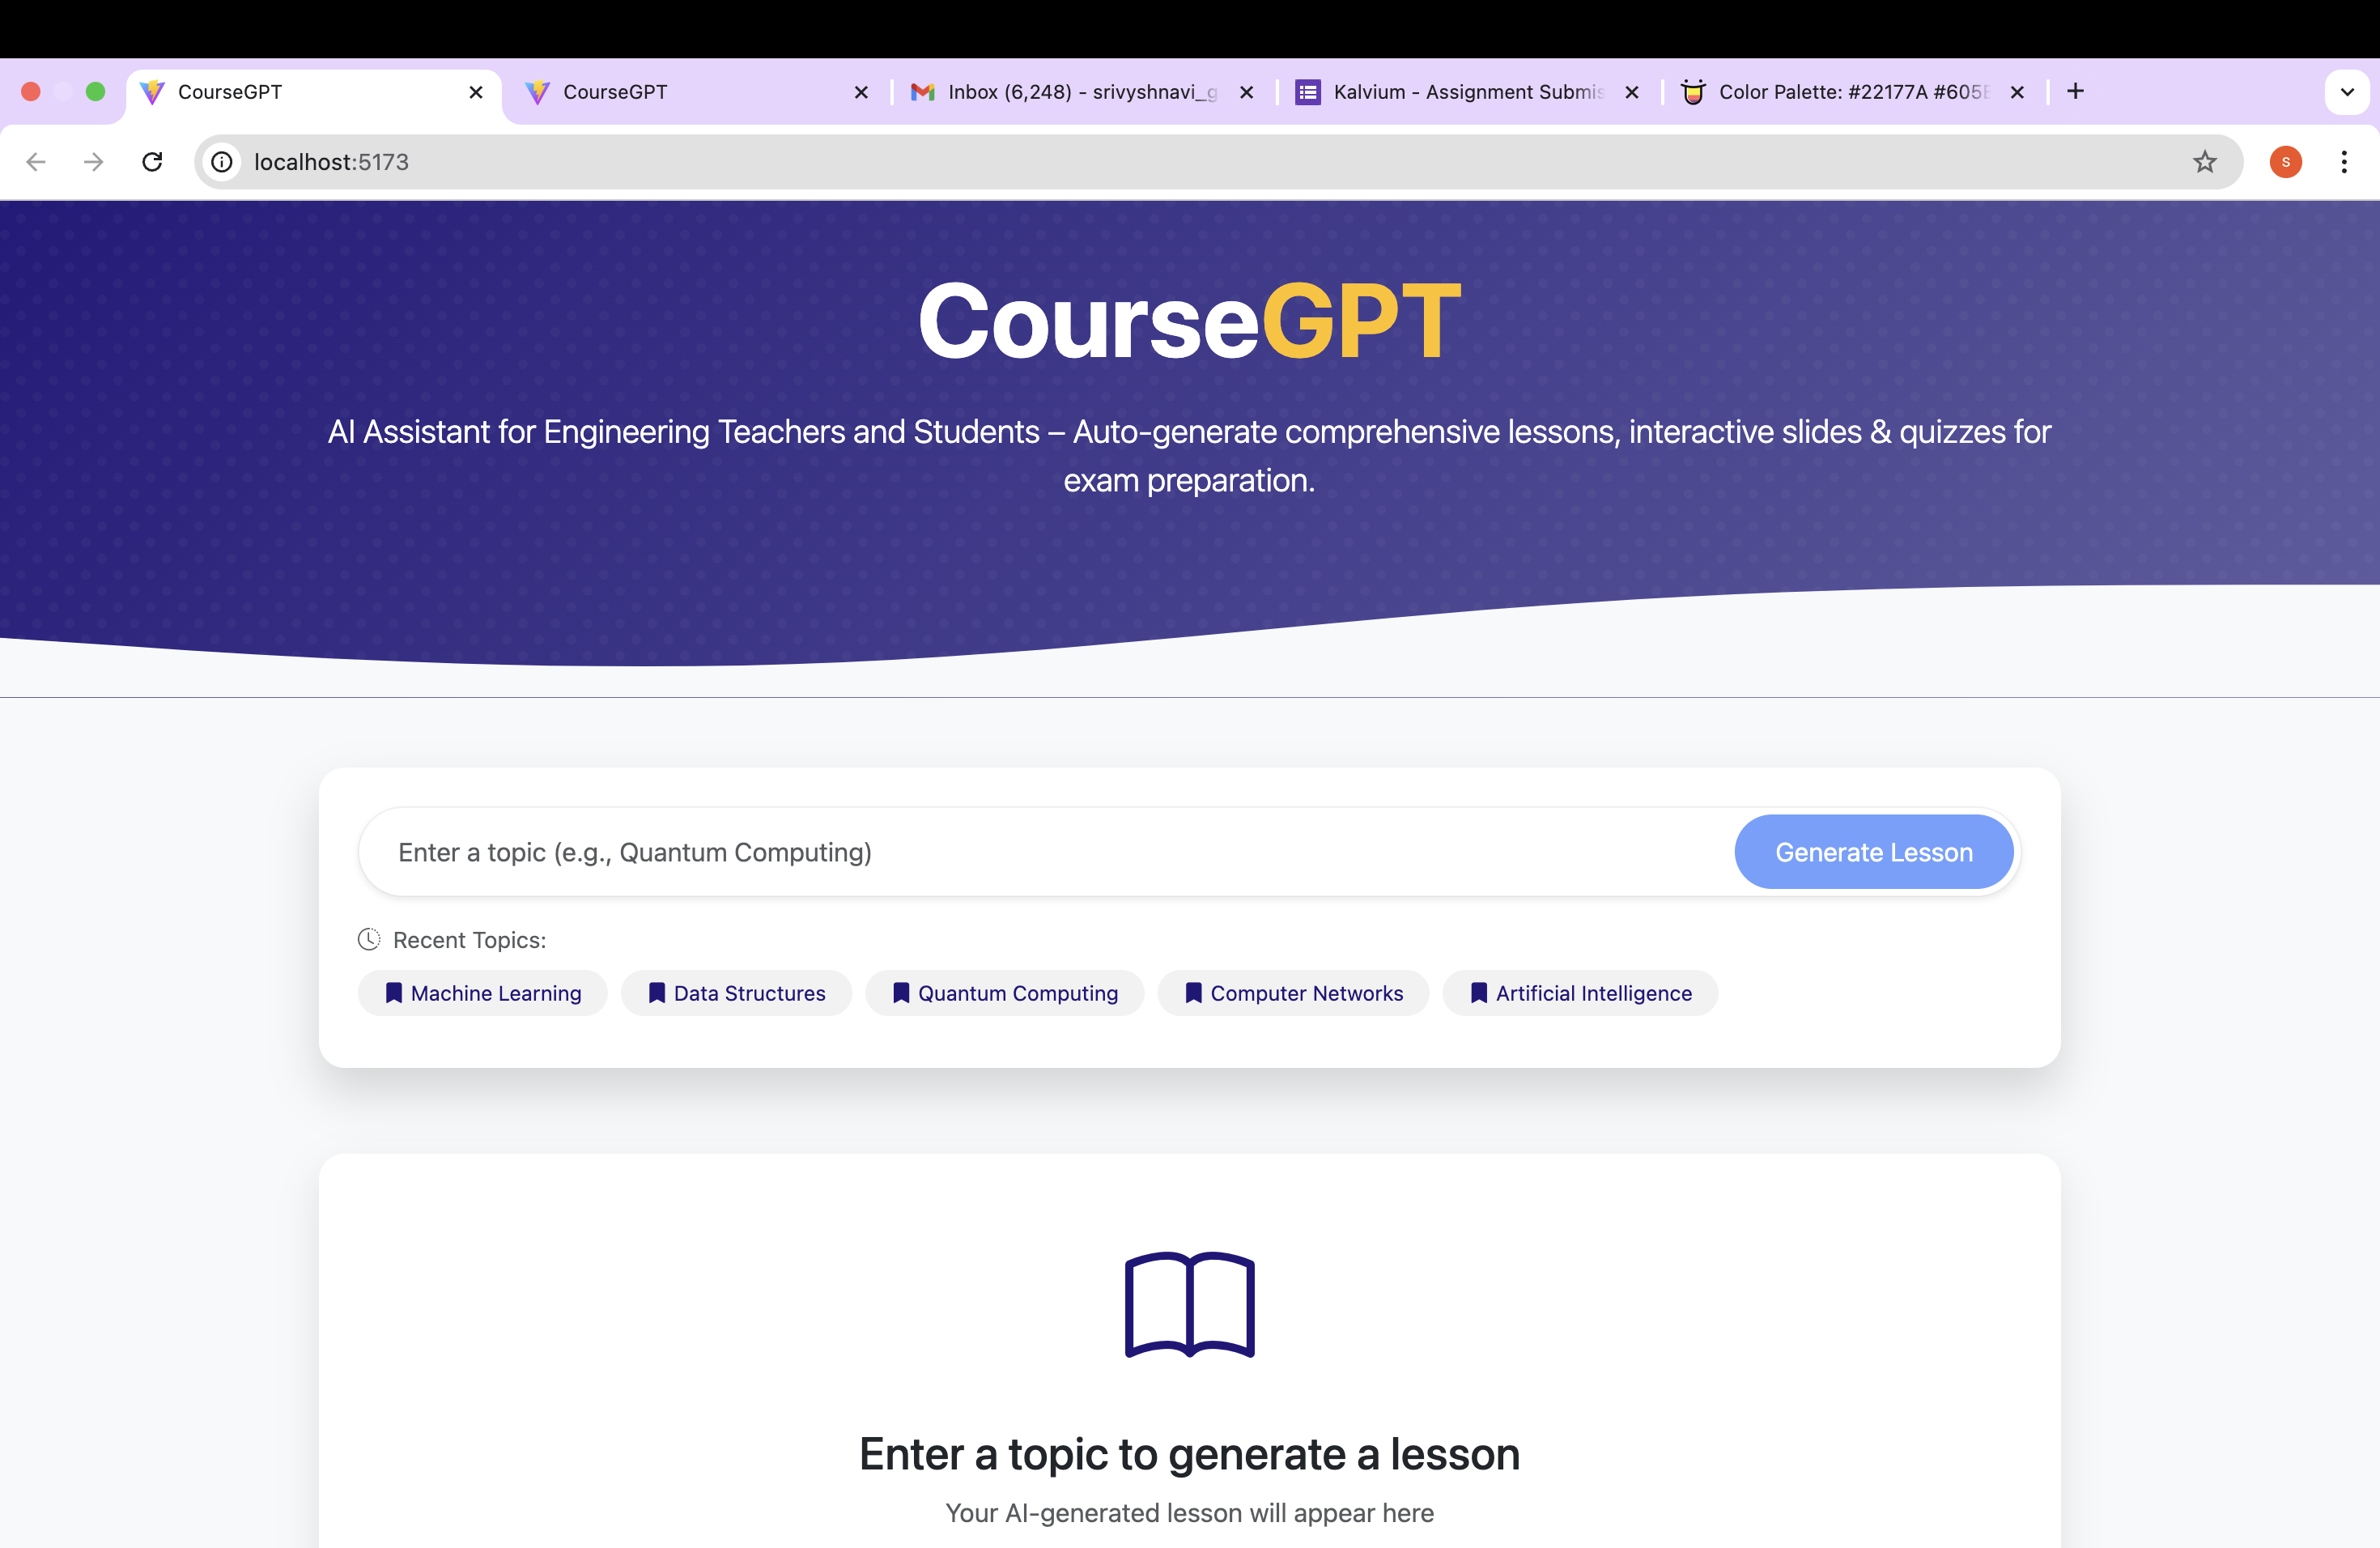 CourseGPT
CourseGPT
Inbox (6,248) - srivyshnavi_g
Kalvium - Assignment Submis
Color Palette: #22177A #605
localhost:5173
S
CourseGPT
AI Assistant for Engineering Teachers and Students – Auto-generate comprehensive lessons, interactive slides & quizzes for
exam preparation.
Enter a topic (e.g., Quantum Computing)
Generate Lesson
Recent Topics:
Machine Learning
Data Structures
Quantum Computing
Computer Networks
Artificial Intelligence
Enter a topic to generate a lesson
Your AI-generated lesson will appear here